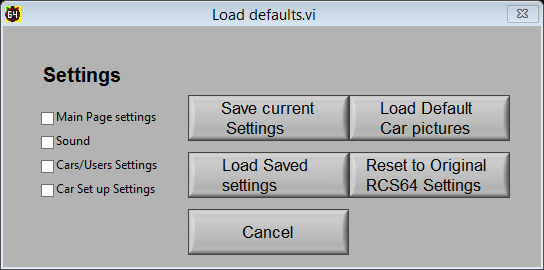 64
Load defaults.vi
Settings
Main Page settings
Sound
Cars/Users Settings
Car Set up Settings
Save current
Settings
Load Default
Car pictures
Load Saved
settings
Reset to Original
RCS64 Settings
Cancel